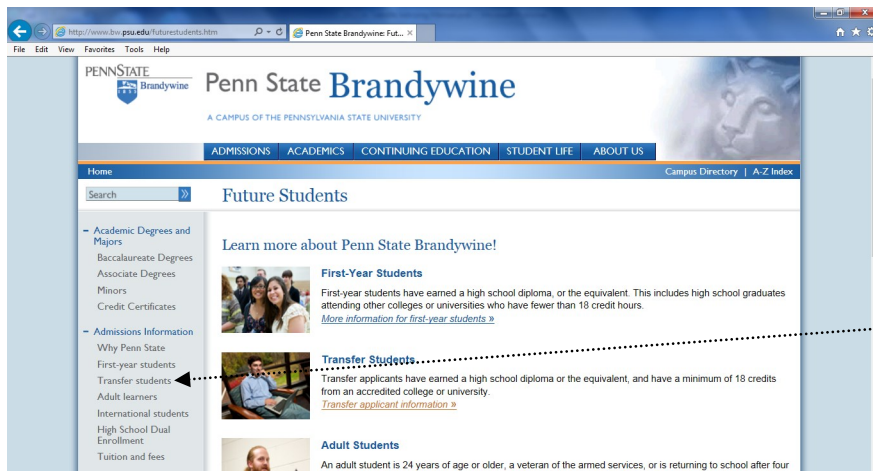 http://www.bw.psu.edu/futurestudents.htm
Penn State Brandywine: Fut...
File Edit View Favorites Tools Help
PENNSTATE
1855
Brandywine
Penn State Brandywine
A CAMPUS OF THE PENNSYLVANIA STATE UNIVERSITY
ADMISSIONS ACADEMICS CONTINUING EDUCATION STUDENT LIFE ABOUT US
Home
Campus Directory | A-Z Index
Search »
Future Students
– Academic Degrees and
Majors
Baccalaureate Degrees
Associate Degrees
Minors
Credit Certificates
– Admissions Information
Why Penn State
First-year students
Transfer students
Adult learners
International students
High School Dual
Enrollment
Tuition and fees
Learn more about Penn State Brandywine!
First-Year Students
First-year students have earned a high school diploma, or the equivalent. This includes high school graduates
attending other colleges or universities who have fewer than 18 credit hours.
More information for first-year students »
Transfer Students
Transfer applicants have earned a high school diploma or the equivalent, and have a minimum of 18 credits
from an accredited college or university.
Transfer applicant information »
Adult Students
An adult student is 24 years of age or older, a veteran of the armed services, or is returning to school after four